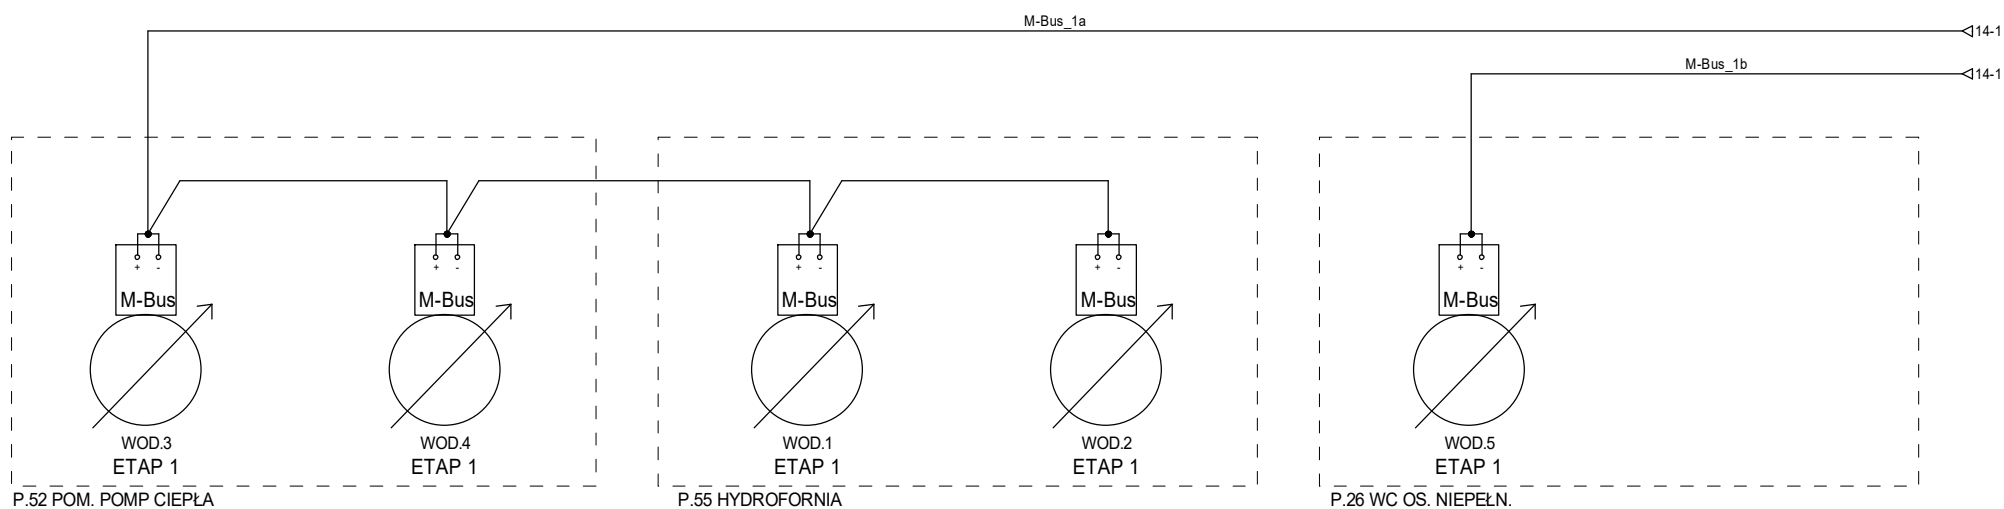 M-Bus_1a
14-1
M-Bus_1b
14-1
+ -
+ -
+ -
+ -
+ -
M-Bus
M-Bus
M-Bus
M-Bus
M-Bus
WOD.3
WOD.4
WOD.1
WOD.2
WOD.5
ETAP 1
ETAP 1
ETAP 1
ETAP 1
ETAP 1
P.52 POM. POMP CIEPŁA
P.55 HYDROFORNIA
P.26 WC OS. NIEPEŁN.